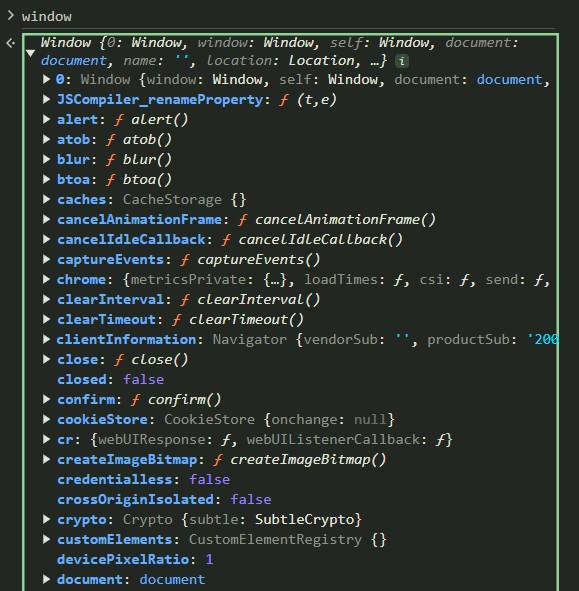 window
Window {0: Window, window: Window, self: Window, document:
document, name: '', location: Location, …} i
0: Window {window: Window, self: Window, document: document,
JSCompiler_renameProperty: ƒ (t,e)
alert: ƒ alert()
atob: ƒ atob()
blur: ƒ blur()
btoa: ƒ btoa()
caches: CacheStorage {}
cancelAnimationFrame: ƒ cancelAnimationFrame()
cancelIdleCallback: ƒ cancelIdleCallback()
captureEvents: ƒ captureEvents()
chrome: {metricsPrivate: {…}, loadTimes: ƒ, csi: ƒ, send: ƒ,
clearInterval: ƒ clearInterval()
clearTimeout: ƒ clearTimeout()
clientInformation: Navigator {vendorSub: '', productSub: '200
close: ƒ close()
closed: false
confirm: ƒ confirm()
cookieStore: CookieStore {onchange: null}
cr: {webUIResponse: ƒ, webUIListenerCallback: ƒ}
createImageBitmap: ƒ createImageBitmap()
credentialless: false
crossOriginIsolated: false
crypto: Crypto {subtle: SubtleCrypto}
customElements: CustomElementRegistry {}
devicePixelRatio: 1
document: document